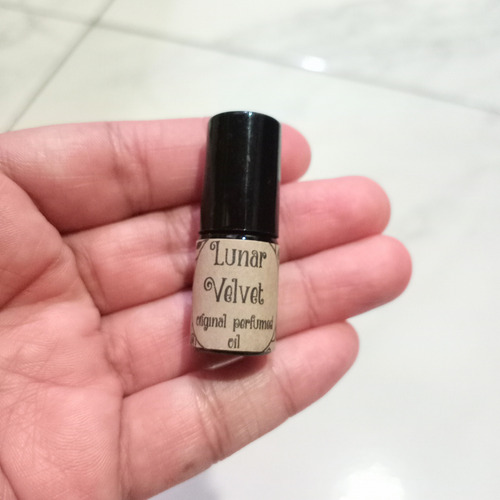 Lunar
Velvet
original perfumed
oil